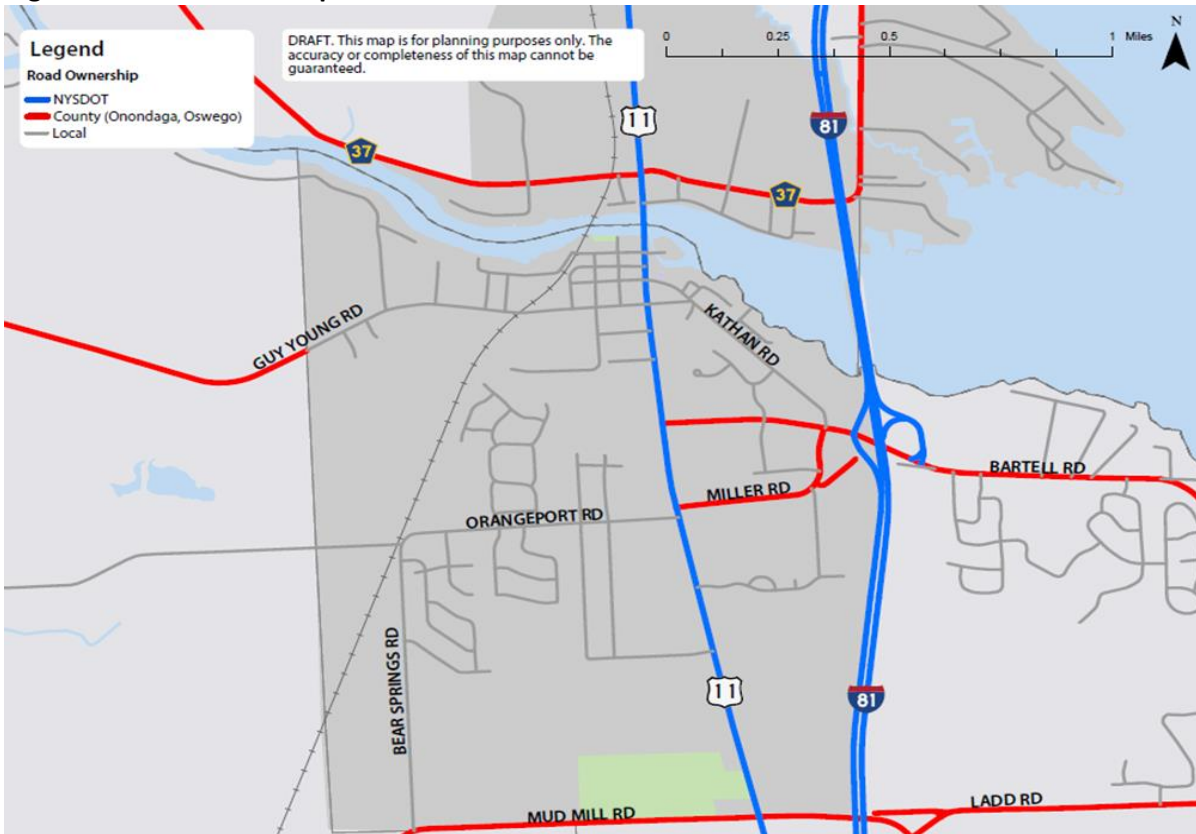 Legend
Road Ownership
NYSDOT
County (Onondaga, Oswego)
Local
DRAFT. This map is for planning purposes only. The
accuracy or completeness of this map cannot be
guaranteed.
0 0.25 0.5 1 Miles
N
11
81
37
37
GUY YOUNG RD
KATHAN RD
BARTELL RD
MILLER RD
ORANGEPORT RD
BEAR SPRINGS RD
11
81
LADD RD
MUD MILL RD